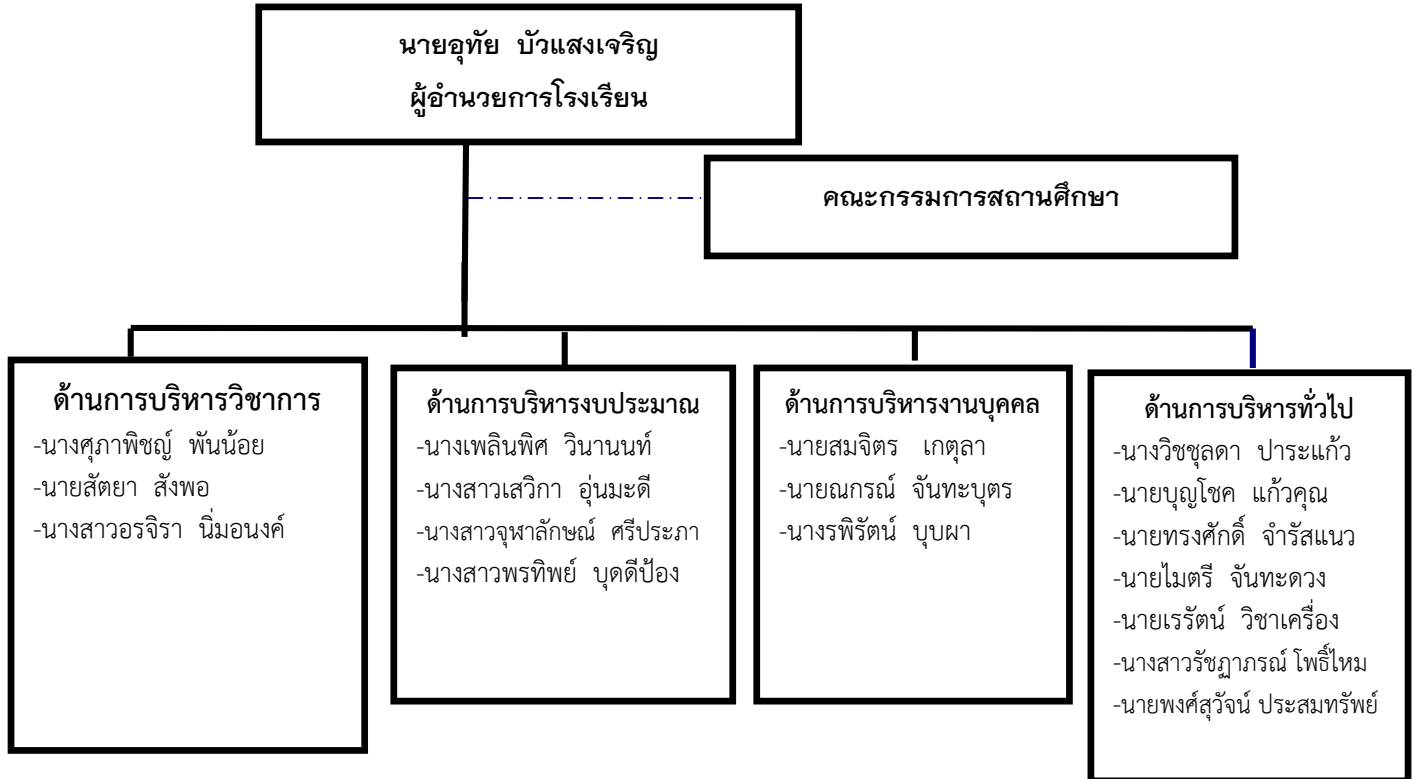 นายอุทัย  บัวแสงเจริญ
ผู้อำนวยการโรงเรียน
คณะกรรมการสถานศึกษา
ด้านการบริหารวิชาการ
-นางศุภาพิชญ์  พันน้อย
-นายสัตยา  สังพอ
-นางสาวอรจิรา  นิ่มอนงค์
ด้านการบริหารงบประมาณ
-นางเพลินพิศ  วินานนท์
-นางสาวเสวิกา  อุ่นมะดี
-นางสาวจุฬาลักษณ์  ศรีประภา
-นางสาวพรทิพย์  บุดดีป้อง
ด้านการบริหารงานบุคคล
-นายสมจิตร   เกตุลา
-นายณกรณ์  จันทะบุตร
-นางรพิรัตน์  บุบผา
ด้านการบริหารทั่วไป
-นางวิชชุลดา  ปาระแก้ว
-นายบุญโชค  แก้วคุณ
-นายทรงศักดิ์  จำรัสแนว
-นายไมตรี  จันทะดวง
-นายเรรัตน์  วิชาเครื่อง
-นางสาวรัชฎาภรณ์ โพธิ์ไหม
-นายพงศ์สุวัจน์ ประสมทรัพย์